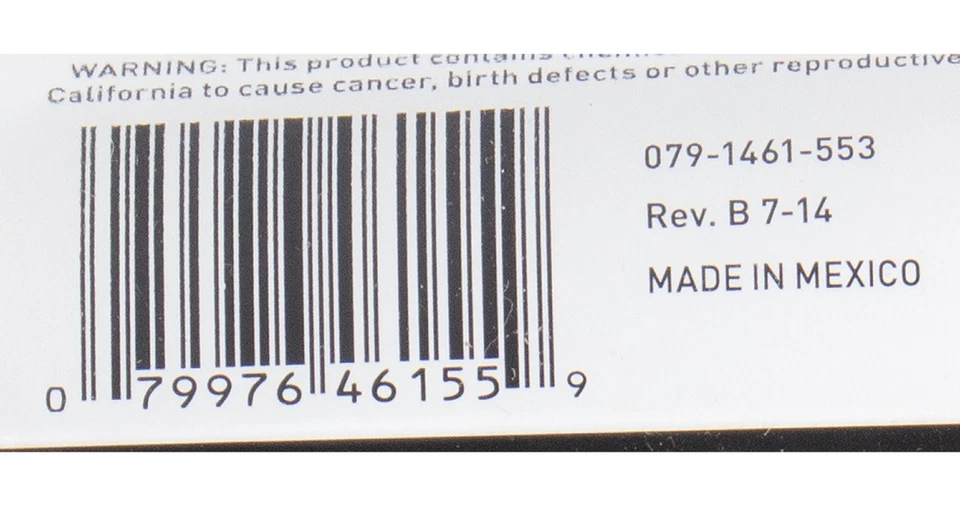 WARNING: This product contains
California to cause cancer, birth defects or other reproductive
079-1461-553
Rev. B 7-14
MADE IN MEXICO
0 79976 46155 9